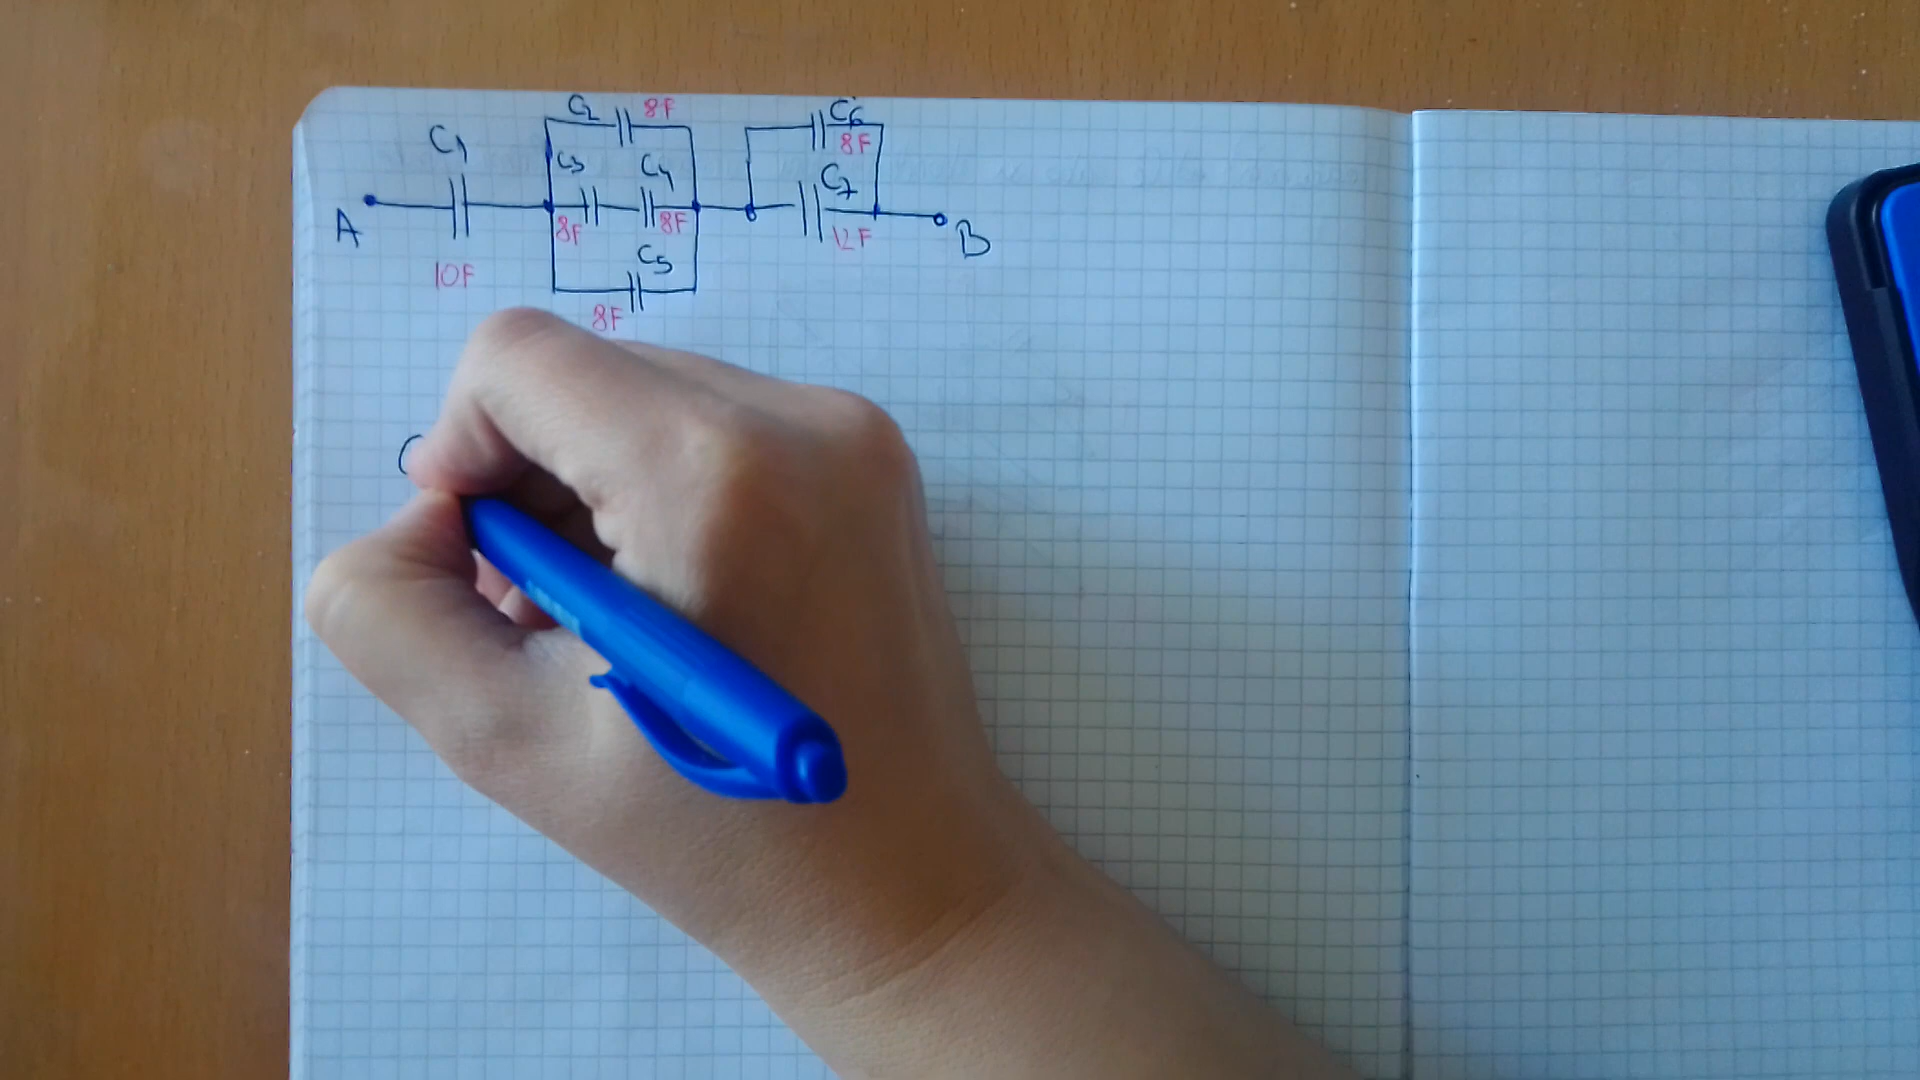 C2 8F C6
C1 8F
C3 C4 C7
A 8F 8F 12F B
C5
10F
8F
C